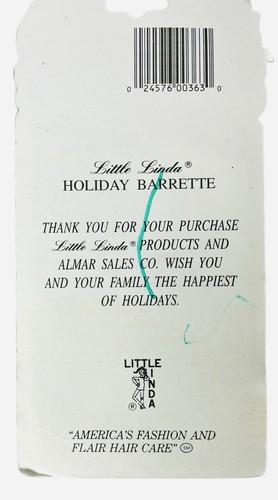 0 24576 00363 0
Little Linda®
HOLIDAY BARRETTE
THANK YOU FOR YOUR PURCHASE
Little Linda® PRODUCTS AND
ALMAR SALES CO. WISH YOU
AND YOUR FAMILY THE HAPPIEST
OF HOLIDAYS.
LITTLE
LINDA
®
"AMERICA'S FASHION AND
FLAIR HAIR CARE" SM